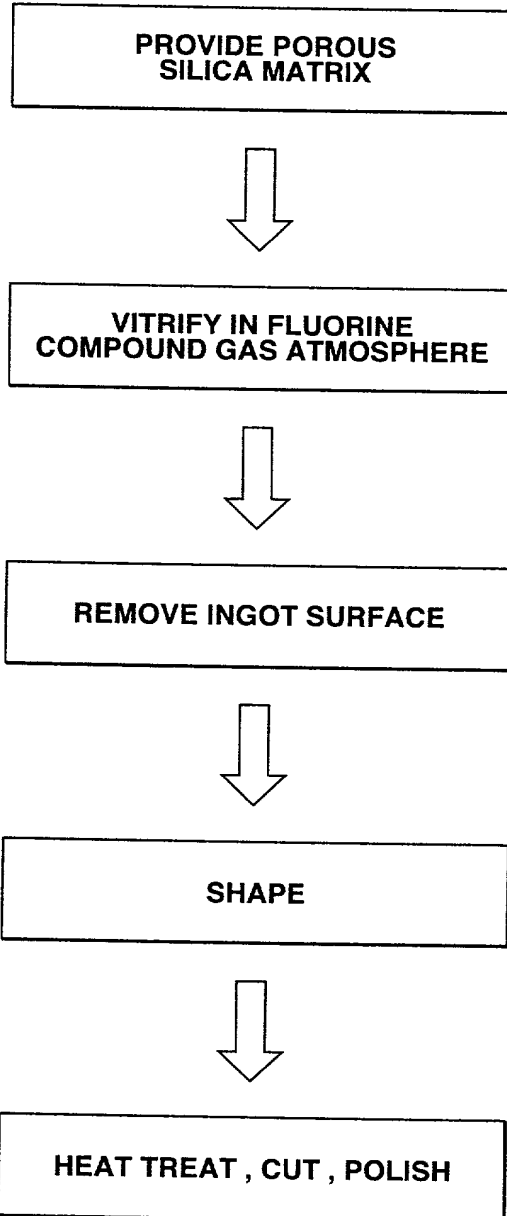 PROVIDE POROUS
SILICA MATRIX
VITRIFY IN FLUORINE
COMPOUND GAS ATMOSPHERE
REMOVE INGOT SURFACE
SHAPE
HEAT TREAT , CUT , POLISH